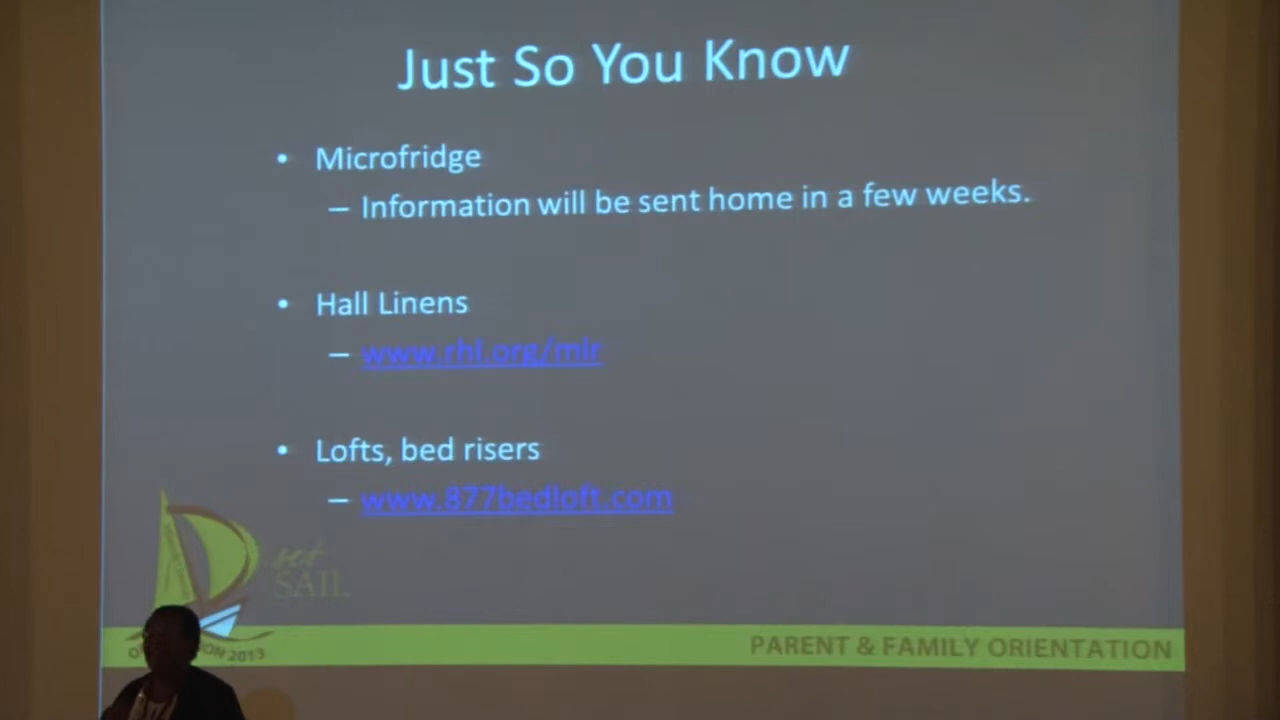 Just So You Know
• Microfridge
– Information will be sent home in a few weeks.
• Hall Linens
– www.rhl.org/mlr
• Lofts, bed risers
– www.877bedloft.com
set
SAIL
2013
PARENT & FAMILY ORIENTATION